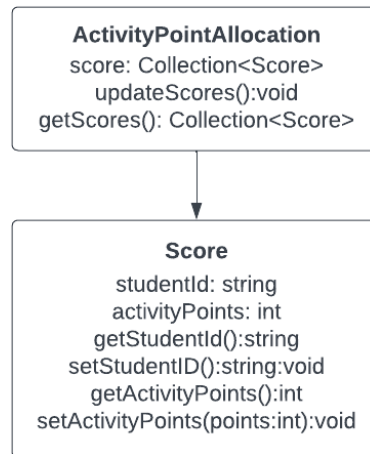 ActivityPointAllocation
score: Collection<Score>
updateScores():void
getScores(): Collection<Score>
Score
studentId: string
activityPoints: int
getStudentId():string
setStudentID():string:void
getActivityPoints():int
setActivityPoints(points:int):void